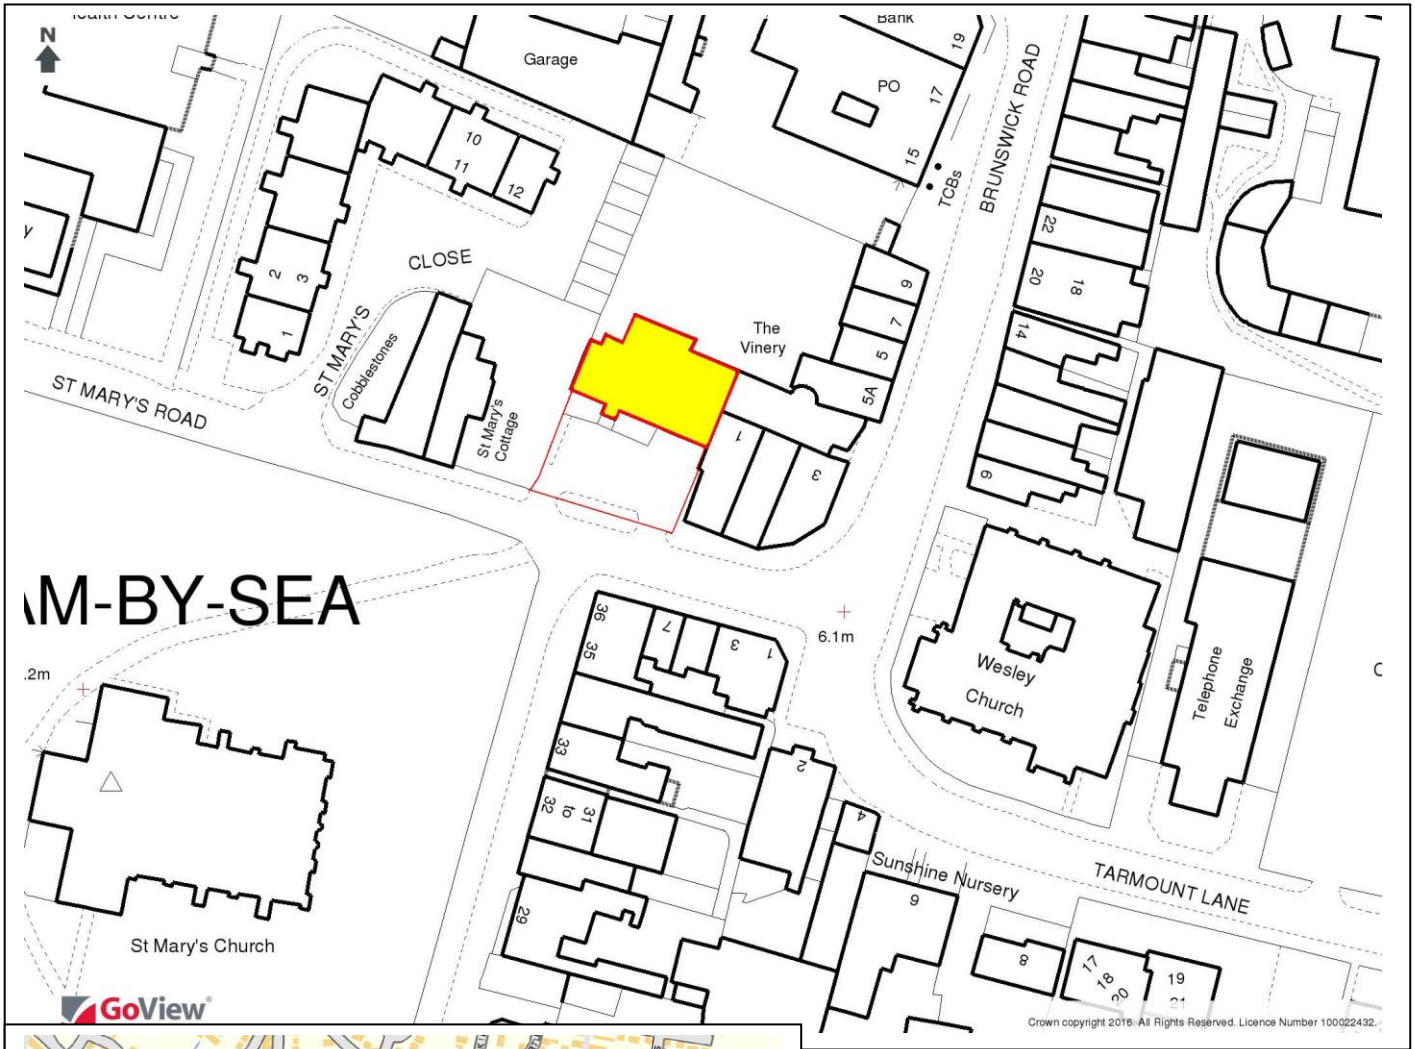 N
Garage
Bank
19
PO
17
15
TCBs
BRUNSWICK ROAD
10
11
12
CLOSE
2
3
1
ST MARY'S
Cobblestones
St Mary's
Cottage
ST MARY'S ROAD
The
Vinery
9
7
5
5A
1
3
22
20
18
14
9
AM-BY-SEA
6.1m
.2m
36
35
7
3
1
33
32
to
31
29
2
4
Wesley
Church
Telephone
Exchange
Sunshine Nursery
TARMOUNT LANE
6
8
17
18
20
19
21
St Mary's Church
GoView
Crown copyright 2016. All Rights Reserved. Licence Number 100022432.